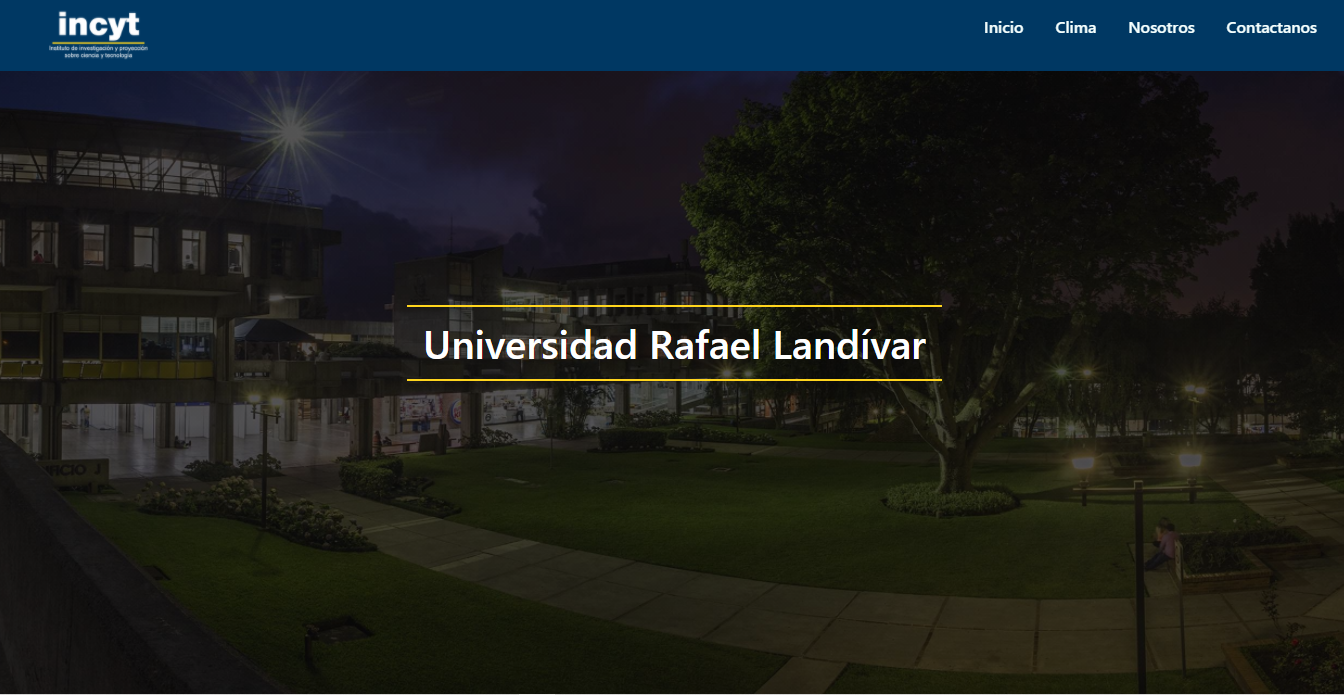 incyt
Instituto de investigación y proyección
sobre ciencia y tecnología
Inicio Clima Nosotros Contactanos
Universidad Rafael Landívar